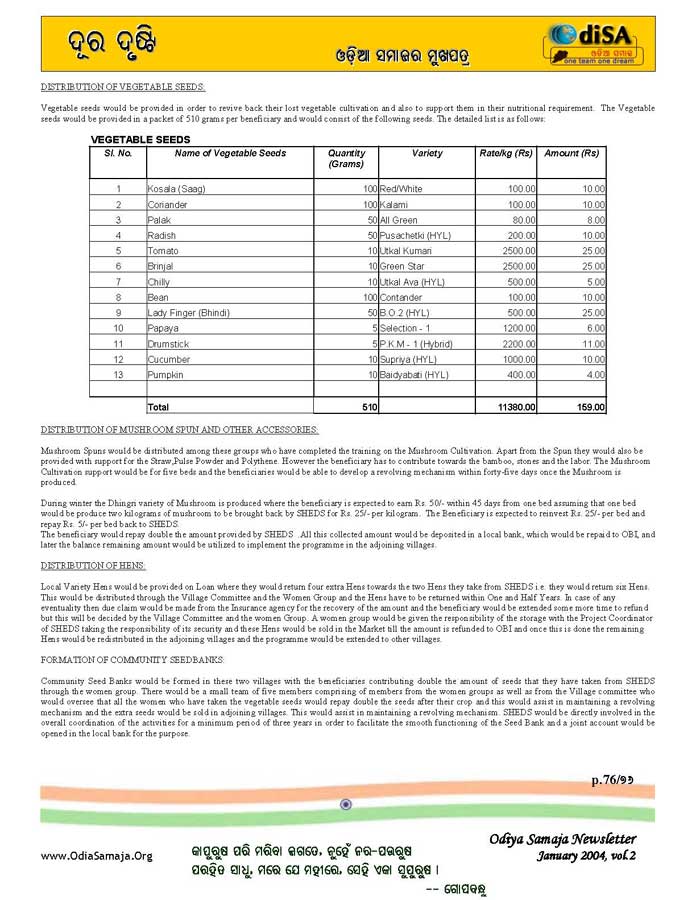 ଦୂର ଦୃଷ୍ଟି
ଓଡ଼ିଆ ସମାଜର ମୁଖପତ୍ର
OdiSA
ଓଡ଼ିଆ ସମାଜ
one team one dream
DISTRIBUTION OF VEGETABLE SEEDS:
Vegetable seeds would be provided in order to revive back their lost vegetable cultivation and also to support them in their nutritional requirement. The Vegetable
seeds would be provided in a packet of 510 grams per beneficiary and would consist of the following seeds. The detailed list is as follows:
VEGETABLE SEEDS
Sl. No. Name of Vegetable Seeds Quantity (Grams) Variety Rate/kg (Rs) Amount (Rs)
1 Kosala (Saag) 100 Red/White 100.00 10.00
2 Coriander 100 Kalami 100.00 10.00
3 Palak 50 All Green 80.00 8.00
4 Radish 50 Pusachetki (HYL) 200.00 10.00
5 Tomato 10 Utkal Kumari 2500.00 25.00
6 Brinjal 10 Green Star 2500.00 25.00
7 Chilly 10 Utkal Ava (HYL) 500.00 5.00
8 Bean 100 Contander 100.00 10.00
9 Lady Finger (Bhindi) 50 B.O.2 (HYL) 500.00 25.00
10 Papaya 5 Selection - 1 1200.00 6.00
11 Drumstick 5 P.K.M - 1 (Hybrid) 2200.00 11.00
12 Cucumber 10 Supriya (HYL) 1000.00 10.00
13 Pumpkin 10 Baidyabati (HYL) 400.00 4.00
Total 510 11380.00 159.00
DISTRIBUTION OF MUSHROOM SPUN AND OTHER ACCESSORIES:
Mushroom Spuns would be distributed among these groups who have completed the training on the Mushroom Cultivation. Apart from the Spun they would also be
provided with support for the Straw,Pulse Powder and Polythene. However the beneficiary has to contribute towards the bamboo, stones and the labor. The Mushroom
Cultivation support would be for five beds and the beneficiaries would be able to develop a revolving mechanism within forty-five days once the Mushroom is
produced.
During winter the Dhingri variety of Mushroom is produced where the beneficiary is expected to earn Rs. 50/- within 45 days from one bed assuming that one bed
would be produce two kilograms of mushroom to be brought back by SHEDS for Rs. 25/- per kilogram. The Beneficiary is expected to reinvest Rs. 25/- per bed and
repay Rs. 5/- per bed back to SHEDS.
The beneficiary would repay double the amount provided by SHEDS .All this collected amount would be deposited in a local bank, which would be repaid to OBI, and
later the balance remaining amount would be utilized to implement the programme in the adjoining villages.
DISTRIBUTION OF HENS:
Local Variety Hens would be provided on Loan where they would return four extra Hens towards the two Hens they take from SHEDS i.e. they would return six Hens.
This would be distributed through the Village Committee and the Women Group and the Hens have to be returned within One and Half Years. In case of any
eventuality then due claim would be made from the Insurance agency for the recovery of the amount and the beneficiary would be extended some more time to refund
but this will be decided by the Village Committee and the women Group. A women group would be given the responsibility of the storage with the Project Coordinator
of SHEDS taking the responsibility of its security and these Hens would be sold in the Market till the amount is refunded to OBI and once this is done the remaining
Hens would be redistributed in the adjoining villages and the programme would be extended to other villages.
FORMATION OF COMMUNITY SEEDBANKS:
Community Seed Banks would be formed in these two villages with the beneficiaries contributing double the amount of seeds that they have taken from SHEDS
through the women group. There would be a small team of five members comprising of members from the women groups as well as from the Village committee who
would oversee that all the women who have taken the vegetable seeds would repay double the seeds after their crop and this would assist in maintaining a revolving
mechanism and the extra seeds would be sold in adjoining villages. This would assist in maintaining a revolving mechanism. SHEDS would be directly involved in the
overall coordination of the activities for a minimum period of three years in order to facilitate the smooth functioning of the Seed Bank and a joint account would be
opened in the local bank for the purpose.
p.76/୭୬
Odiya Samaja Newsletter
www.OdiaSamaja.Org
କାପୁରୁଷ ପରି ମରିବା ଜଗତେ, ନୁହେଁ ନର-ପଉରୁଷ
January 2004, vol.2
ପରହିତ ସାଧୁ, ମରେ ଯେ ମହୀରେ, ସେହି ଏକା ସୁପୁରୁଷ ।
-- ଗୋପବନ୍ଧୁ